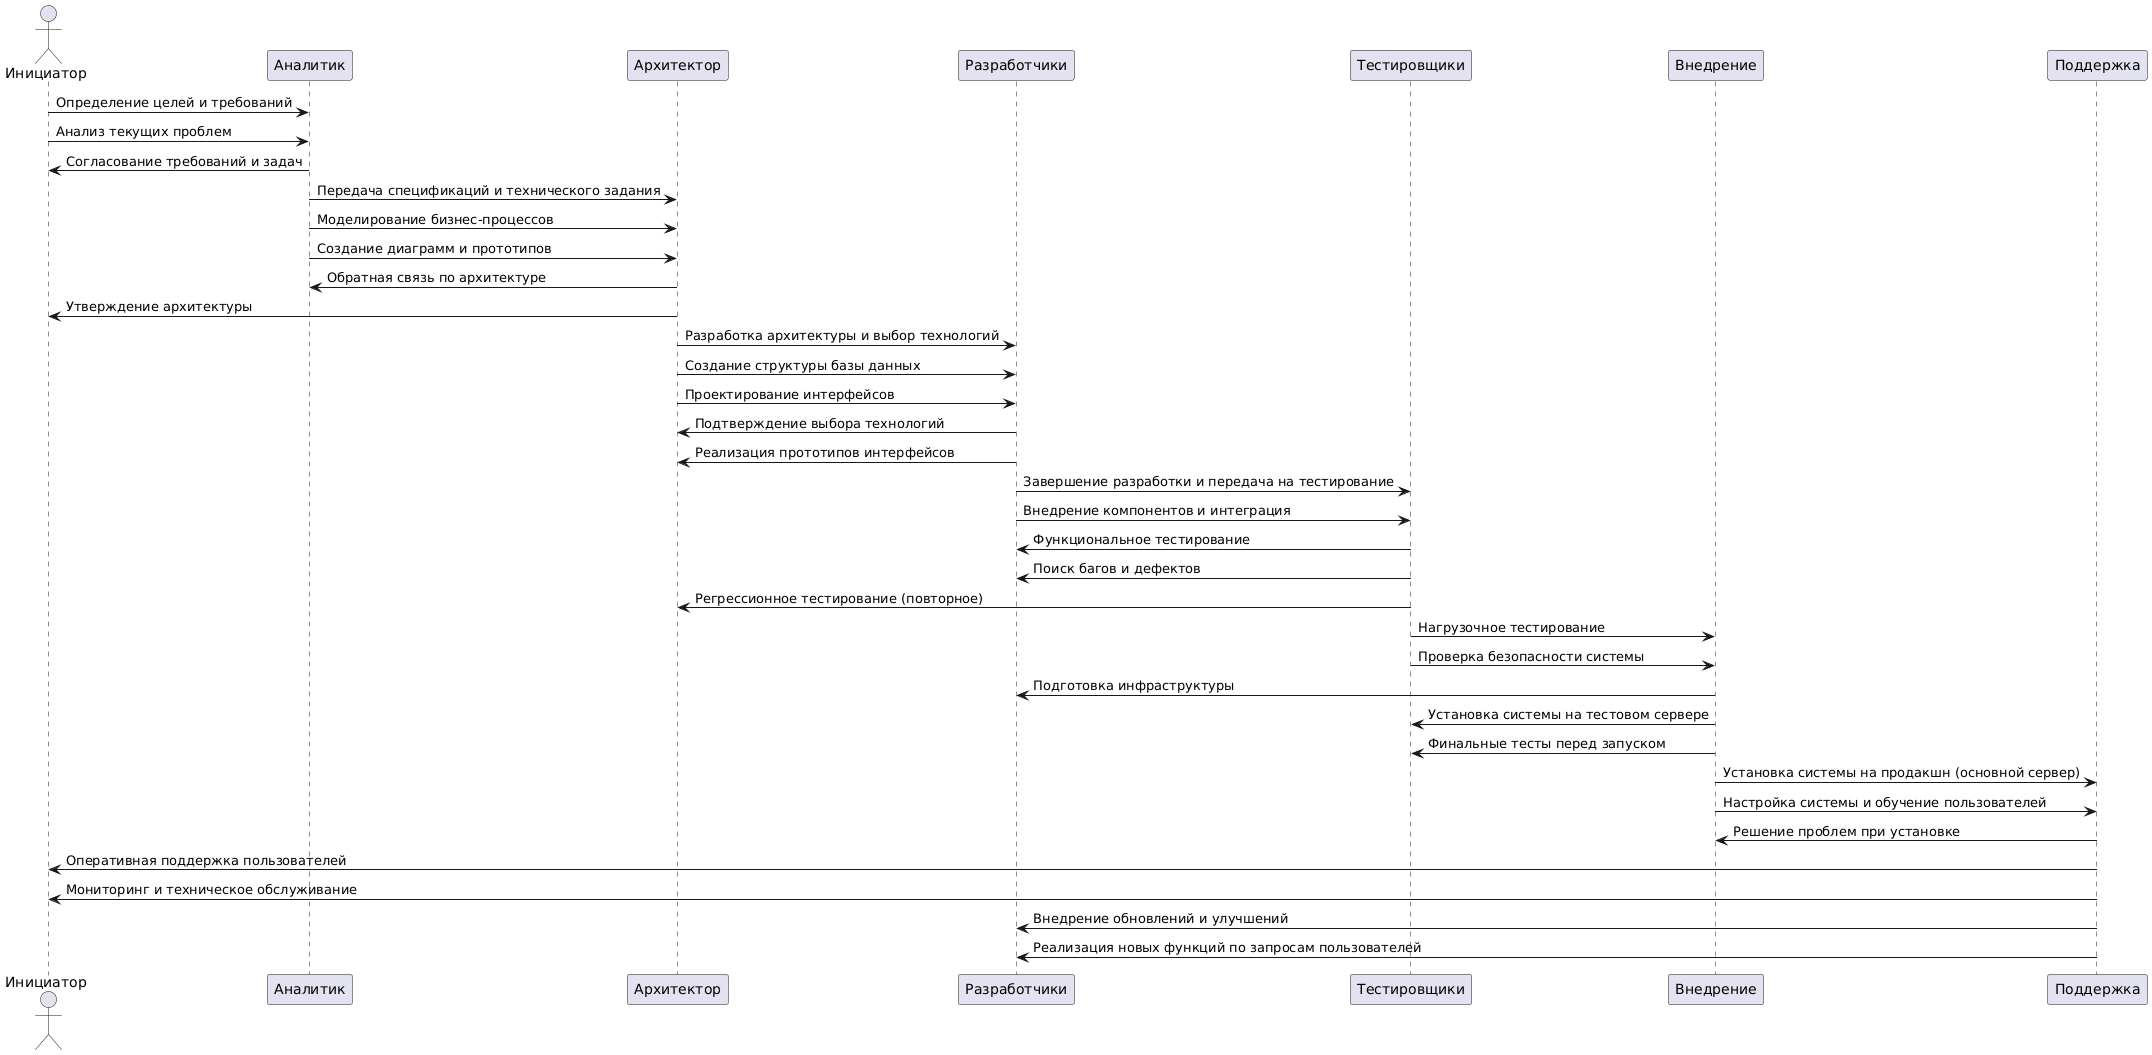 Инициатор
Аналитик
Архитектор
Разработчики
Тестировщики
Внедрение
Поддержка
Определение целей и требований
Анализ текущих проблем
Согласование требований и задач
Передача спецификаций и технического задания
Моделирование бизнес-процессов
Создание диаграмм и прототипов
Обратная связь по архитектуре
Утверждение архитектуры
Разработка архитектуры и выбор технологий
Создание структуры базы данных
Проектирование интерфейсов
Подтверждение выбора технологий
Реализация прототипов интерфейсов
Завершение разработки и передача на тестирование
Внедрение компонентов и интеграция
Функциональное тестирование
Поиск багов и дефектов
Регрессионное тестирование (повторное)
Нагрузочное тестирование
Проверка безопасности системы
Подготовка инфраструктуры
Установка системы на тестовом сервере
Финальные тесты перед запуском
Установка системы на продакшн (основной сервер)
Настройка системы и обучение пользователей
Решение проблем при установке
Оперативная поддержка пользователей
Мониторинг и техническое обслуживание
Внедрение обновлений и улучшений
Реализация новых функций по запросам пользователей
Инициатор
Аналитик
Архитектор
Разработчики
Тестировщики
Внедрение
Поддержка